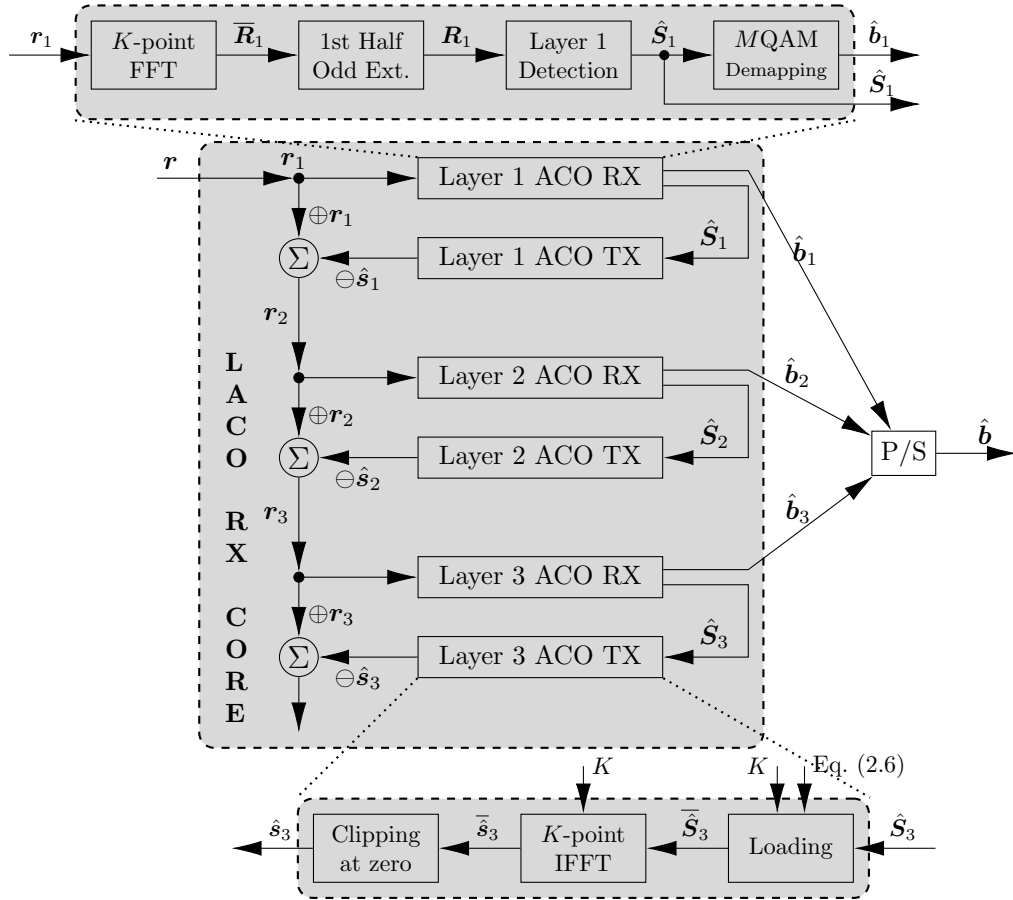 r₁
K-point
FFT
R̅₁
1st Half
Odd Ext.
R₁
Layer 1
Detection
Ŝ₁
MQAM
Demapping
b̂₁
Ŝ₁
r
r₁
Layer 1 ACO RX
⊕r₁
Σ
Layer 1 ACO TX
Ŝ₁
⊖ŝ₁
b̂₁
r₂
Layer 2 ACO RX
b̂₂
⊕r₂
Σ
Layer 2 ACO TX
Ŝ₂
⊖ŝ₂
P/S
b̂
r₃
Layer 3 ACO RX
b̂₃
⊕r₃
Σ
Layer 3 ACO TX
Ŝ₃
⊖ŝ₃
LACO RX CORE
K
K
Eq. (2.6)
ŝ₃
Clipping
at zero
ŝ̅₃
K-point
IFFT
Ŝ̅₃
Loading
Ŝ₃